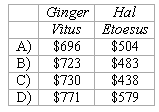 Ginger Hal
Vitus Etoesus
A) $696 $504
B) $723 $483
C) $730 $438
D) $771 $579